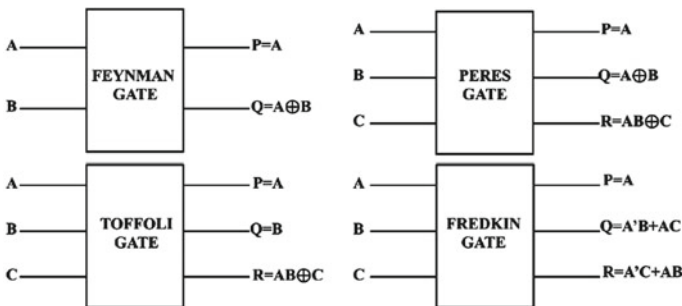 A
FEYNMAN
GATE
P=A
B
Q=A⊕B
A
PERES
GATE
P=A
B
Q=A⊕B
C
R=AB⊕C
A
TOFFOLI
GATE
P=A
B
Q=B
C
R=AB⊕C
A
FREDKIN
GATE
P=A
B
Q=A'B+AC
C
R=A'C+AB